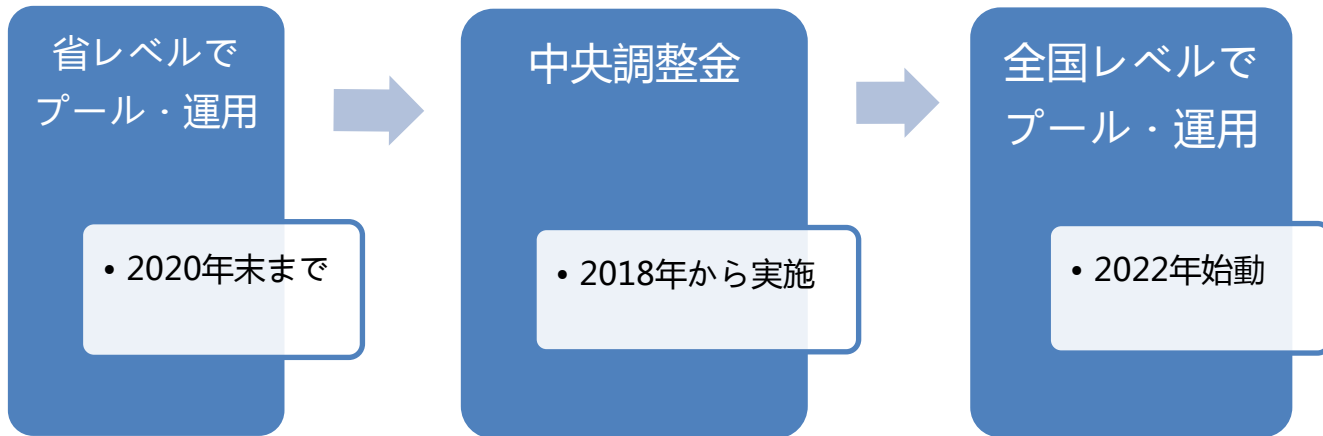 省レベルで
プール・運用
• 2020年末まで
中央調整金
• 2018年から実施
全国レベルで
プール・運用
• 2022年始動